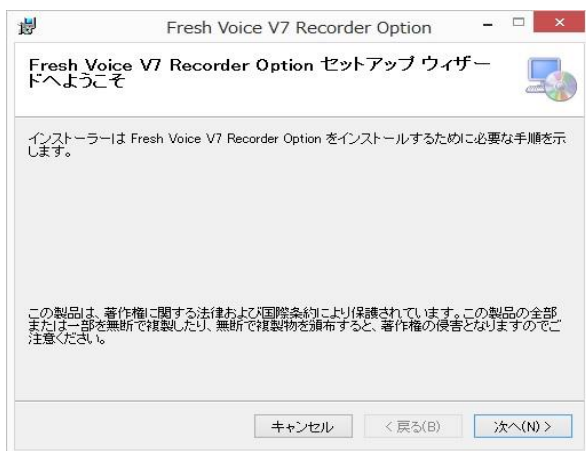 Fresh Voice V7 Recorder Option
Fresh Voice V7 Recorder Option セットアップ ウィザー
ドへようこそ
インストーラーは Fresh Voice V7 Recorder Option をインストールするために必要な手順を示
します。
この製品は、著作権に関する法律および国際条約により保護されています。この製品の全部
または一部を無断で複製したり、無断で複製物を頒布すると、著作権の侵害となりますのでご
注意ください。
キャンセル < 戻る(B) 次へ(N) >